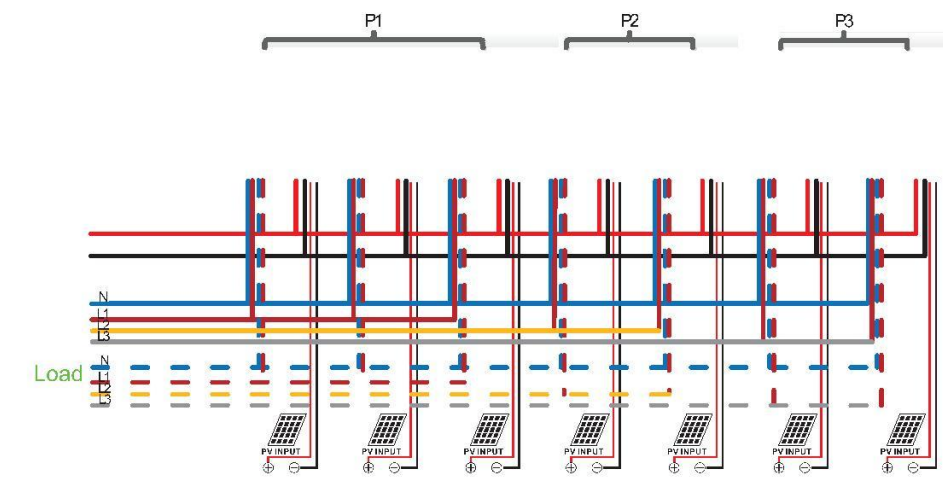 P1 P2 P3
N
L1
L2
L3
Load
N
L1
L2
L3
PV INPUT PV INPUT PV INPUT PV INPUT PV INPUT PV INPUT PV INPUT
⊕ ⊖ ⊕ ⊖ ⊕ ⊖ ⊕ ⊖ ⊕ ⊖ ⊕ ⊖ ⊕ ⊖